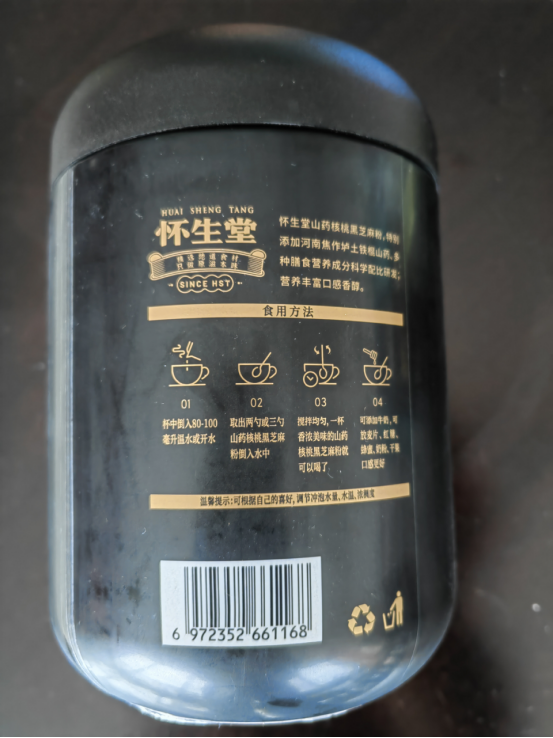 HUAI SHENG TANG
怀生堂
SINCE HST
怀生堂山药核桃黑芝麻粉,特别
添加河南焦作垆土铁棍山药,多
种膳食营养成分科学配比研发;
营养丰富口感香醇。
食用方法
01
杯中倒入80-100
毫升温水或开水
02
取出两勺或三勺
山药核桃黑芝麻
粉倒入水中
03
搅拌均匀,一杯
香浓美味的山药
核桃黑芝麻粉就
可以喝了
04
可添加牛奶,可
放麦片、红糖、
蜂蜜、奶粉、干果
口感更好
温馨提示:可根据自己的喜好,调节冲泡水量、水温、浓稠度
6 972352 661168